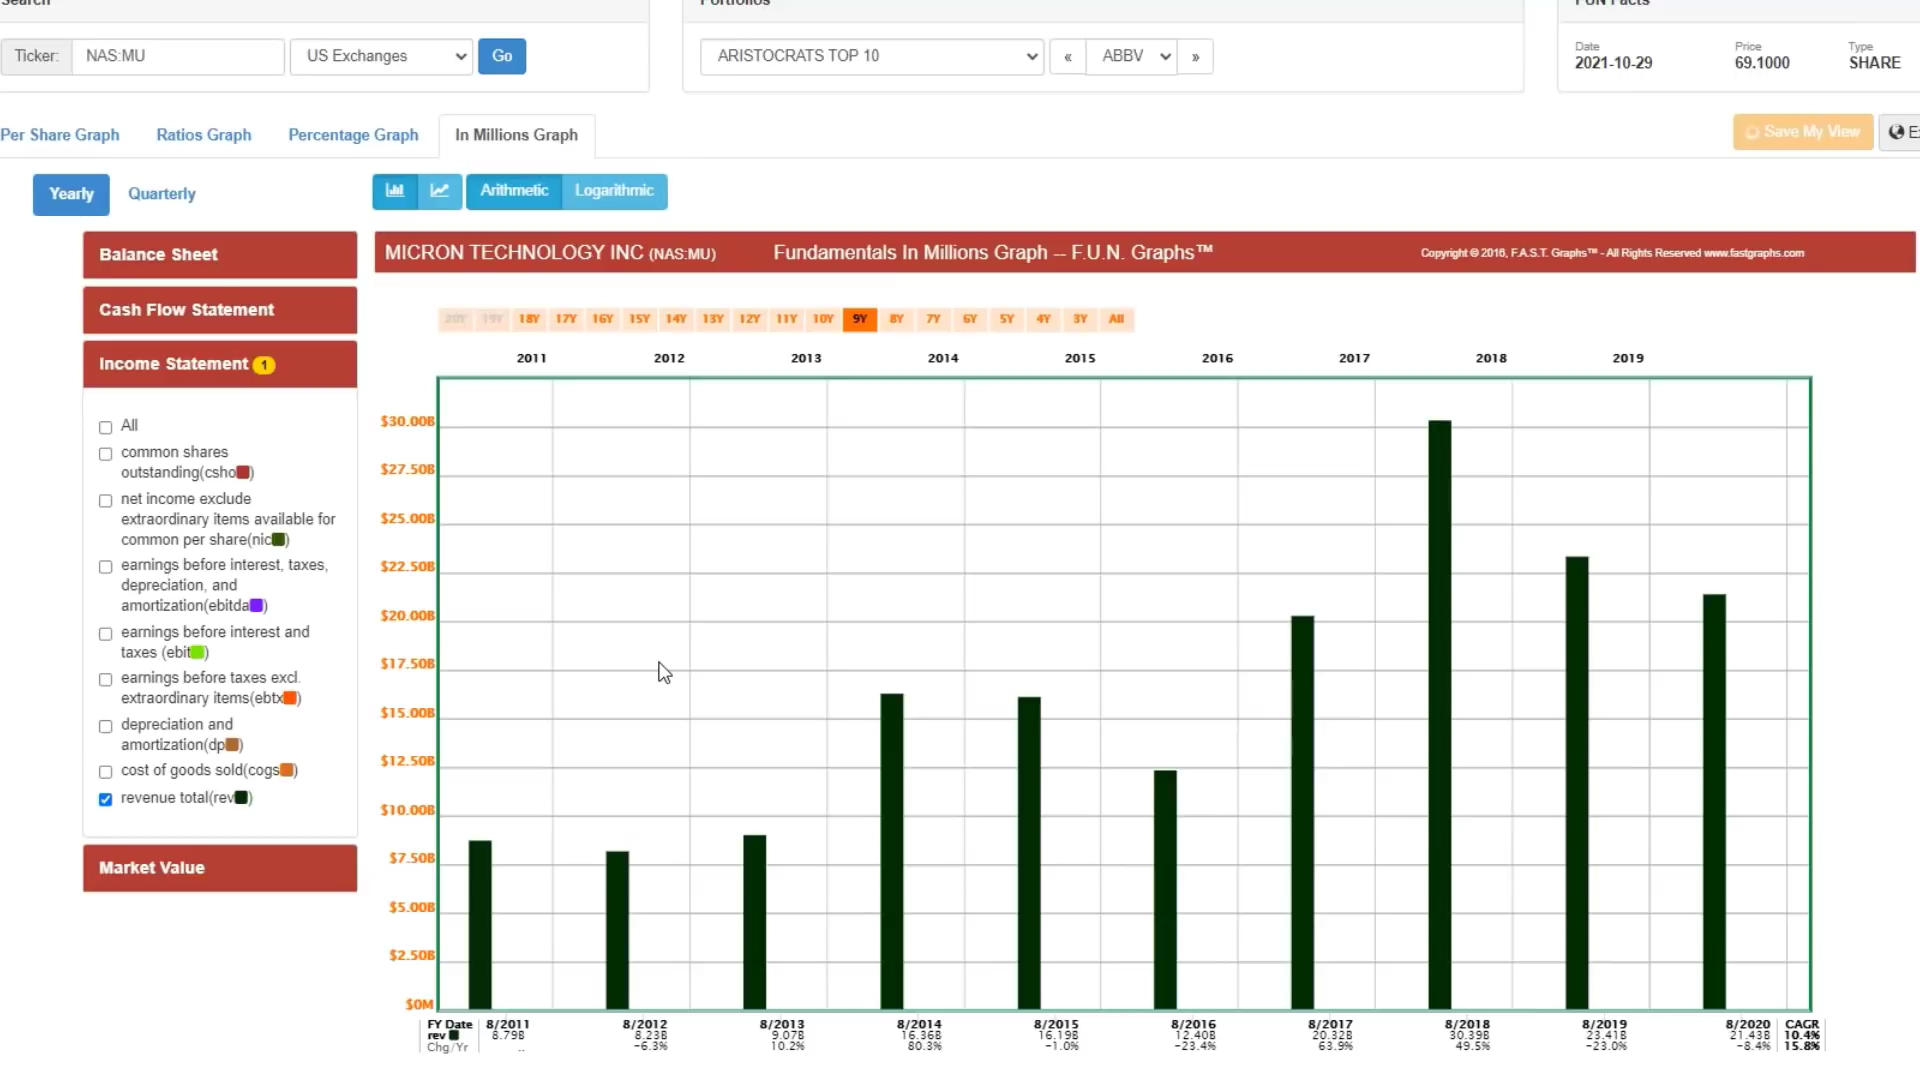 Search
Portfolios
FUN Facts
Ticker: NAS:MU US Exchanges Go
ARISTOCRATS TOP 10 « ABBV »
Date Price Type
2021-10-29 69.1000 SHARE
Per Share Graph Ratios Graph Percentage Graph In Millions Graph
Save My View
Yearly Quarterly
Arithmetic Logarithmic
Balance Sheet
Cash Flow Statement
Income Statement 1
All
common shares
outstanding(csho)
net income exclude
extraordinary items available for
common per share(nic)
earnings before interest, taxes,
depreciation, and
amortization(ebitda)
earnings before interest and
taxes (ebit)
earnings before taxes excl.
extraordinary items(ebtx)
depreciation and
amortization(dp)
cost of goods sold(cogs)
revenue total(rev)
Market Value
MICRON TECHNOLOGY INC (NAS:MU) Fundamentals In Millions Graph -- F.U.N. Graphs™ Copyright © 2016, F.A.S.T. Graphs™ - All Rights Reserved www.fastgraphs.com
20Y 19Y 18Y 17Y 16Y 15Y 14Y 13Y 12Y 11Y 10Y 9Y 8Y 7Y 6Y 5Y 4Y 3Y All
2011 2012 2013 2014 2015 2016 2017 2018 2019
$30.00B
$27.50B
$25.00B
$22.50B
$20.00B
$17.50B
$15.00B
$12.50B
$10.00B
$7.50B
$5.00B
$2.50B
$0M
FY Date 8/2011 8/2012 8/2013 8/2014 8/2015 8/2016 8/2017 8/2018 8/2019 8/2020 CAGR
rev 8.79B 8.23B 9.07B 16.36B 16.19B 12.40B 20.32B 30.39B 23.41B 21.43B 10.4%
Chg/Yr .. -6.3% 10.2% 80.3% -1.0% -23.4% 63.9% 49.5% -23.0% -8.4% 15.8%